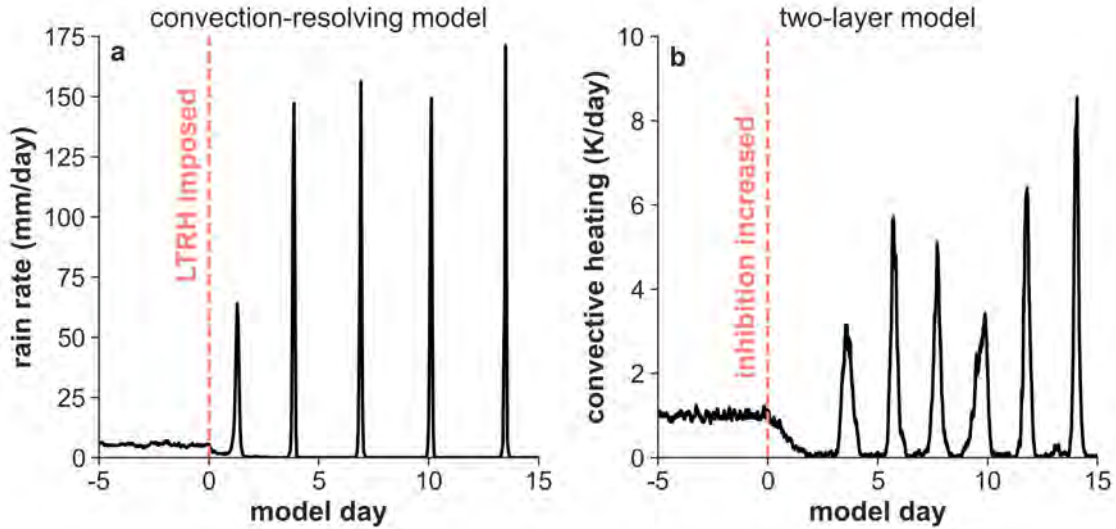 convection-resolving model
a
rain rate (mm/day)
175
150
125
100
75
50
25
0
LTRH Imposed
-5
0
5
10
15
model day
two-layer model
b
convective heating (K/day)
10
8
6
4
2
0
inhibition increased
-5
0
5
10
15
model day